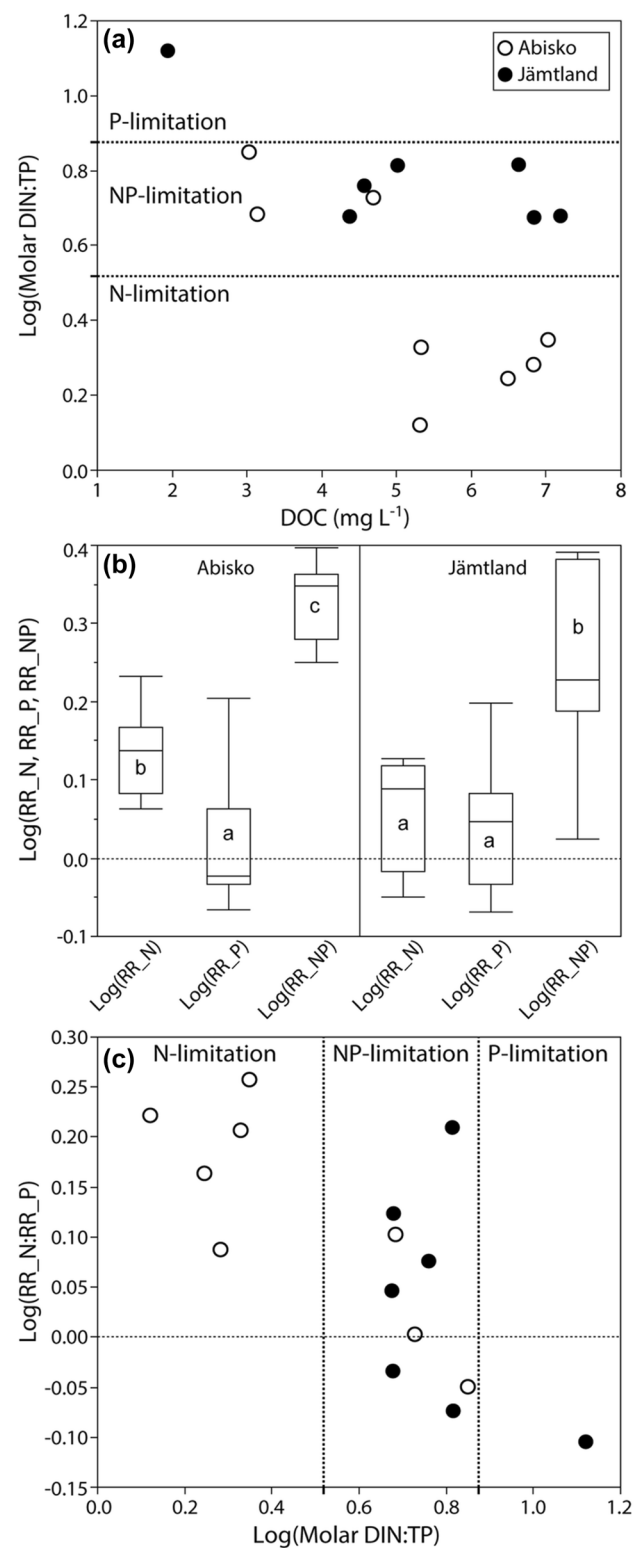 (a)
Abisko
Jämtland
P-limitation
NP-limitation
N-limitation
1.2
1.0
0.8
0.6
0.4
0.2
0.0
Log(Molar DIN:TP)
1 2 3 4 5 6 7 8
DOC (mg L-1)
(b)
Abisko
Jämtland
0.4
0.3
0.2
0.1
0.0
-0.1
Log(RR_N, RR_P, RR_NP)
b
a
c
a
a
b
Log(RR_N)
Log(RR_P)
Log(RR_NP)
Log(RR_N)
Log(RR_P)
Log(RR_NP)
(c)
N-limitation
NP-limitation
P-limitation
0.30
0.25
0.20
0.15
0.10
0.05
0.00
-0.05
-0.10
-0.15
Log(RR_N:RR_P)
0.0 0.2 0.4 0.6 0.8 1.0 1.2
Log(Molar DIN:TP)